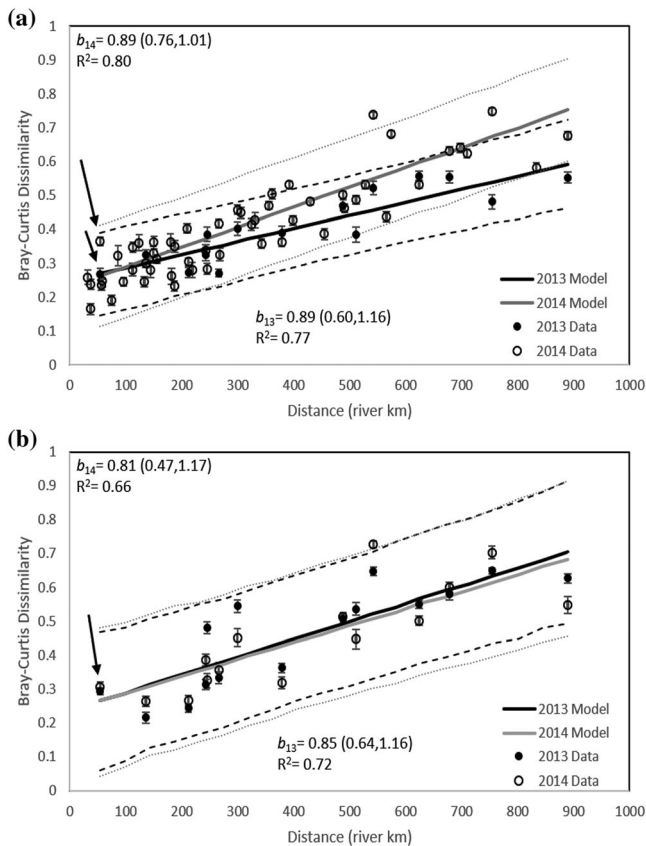 (a)
b14= 0.89 (0.76,1.01)
R2= 0.80
1
0.9
0.8
0.7
0.6
0.5
0.4
0.3
0.2
0.1
0
Bray-Curtis Dissimilarity
b13= 0.89 (0.60,1.16)
R2= 0.77
2013 Model
2014 Model
2013 Data
2014 Data
0 100 200 300 400 500 600 700 800 900 1000
Distance (river km)
(b)
b14= 0.81 (0.47,1.17)
R2= 0.66
1
0.9
0.8
0.7
0.6
0.5
0.4
0.3
0.2
0.1
0
Bray-Curtis Dissimilarity
b13= 0.85 (0.64,1.16)
R2= 0.72
2013 Model
2014 Model
2013 Data
2014 Data
0 100 200 300 400 500 600 700 800 900 1000
Distance (river km)